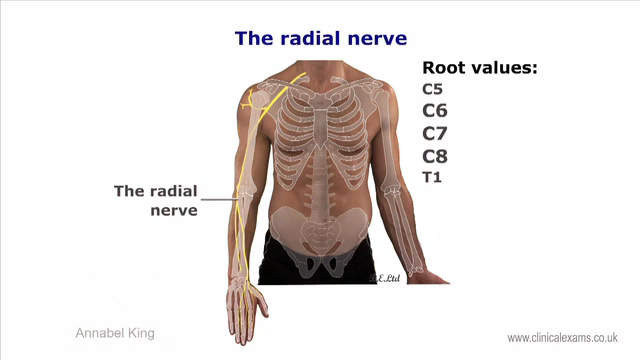 The radial nerve
Root values:
C5
C6
C7
C8
T1
The radial
nerve
Annabel King
www.clinicalexams.co.uk